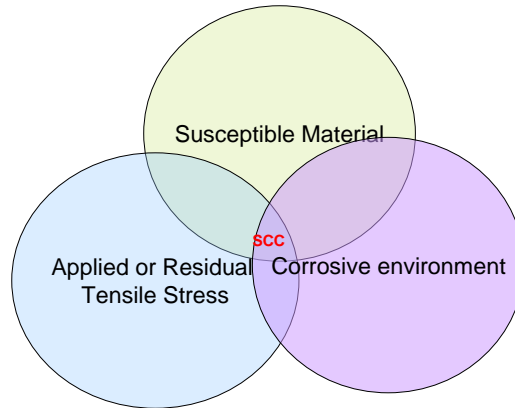 Susceptible Material
SCC
Applied or Residual
Tensile Stress
Corrosive environment